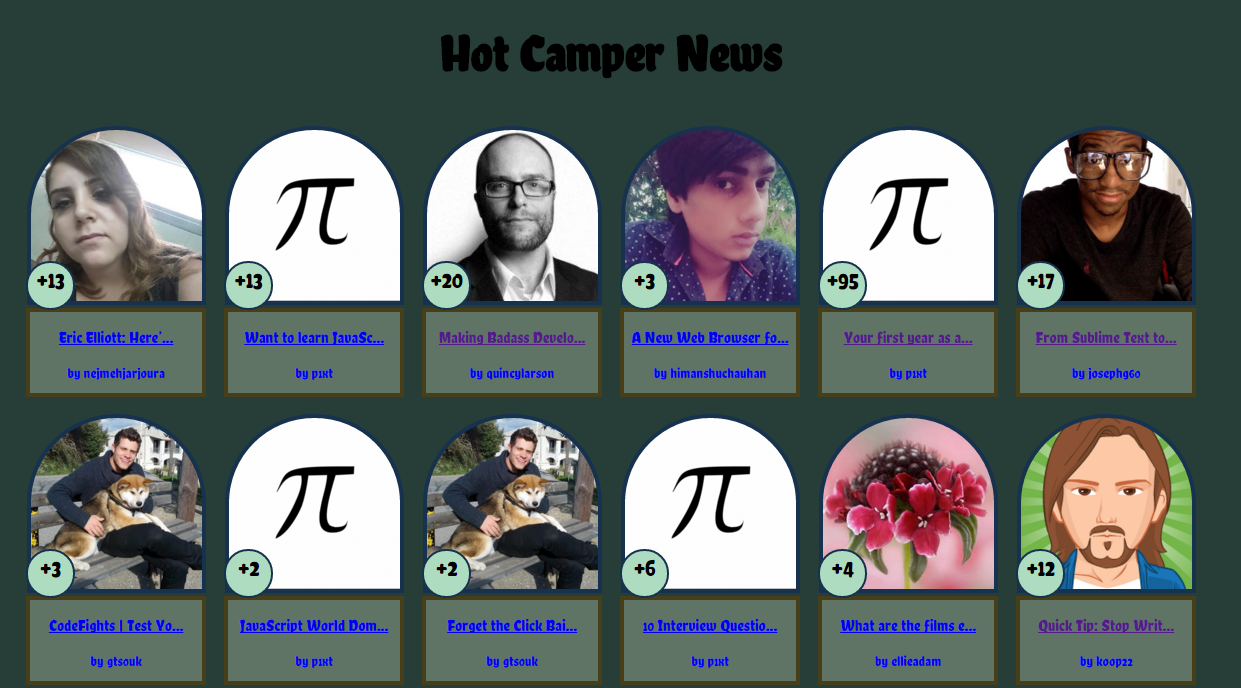 Hot Camper News
π
π
+13
+13
+20
+3
+95
+17
Eric Elliott: Here'...
Want to learn JavaSc...
Making Badass Develo...
A New Web Browser fo...
Your first year as a...
From Sublime Text to...
by nejmehjarjoura
by p1xt
by quincylarson
by himanshuchauhan
by p1xt
by josephg60
π
π
+3
+2
+2
+6
+4
+12
CodeFights | Test Yo...
JavaScript World Dom...
Forget the Click Bai...
10 Interview Questio...
What are the films e...
Quick Tip: Stop Writ...
by gtsouk
by p1xt
by gtsouk
by p1xt
by ellieadam
by koop22